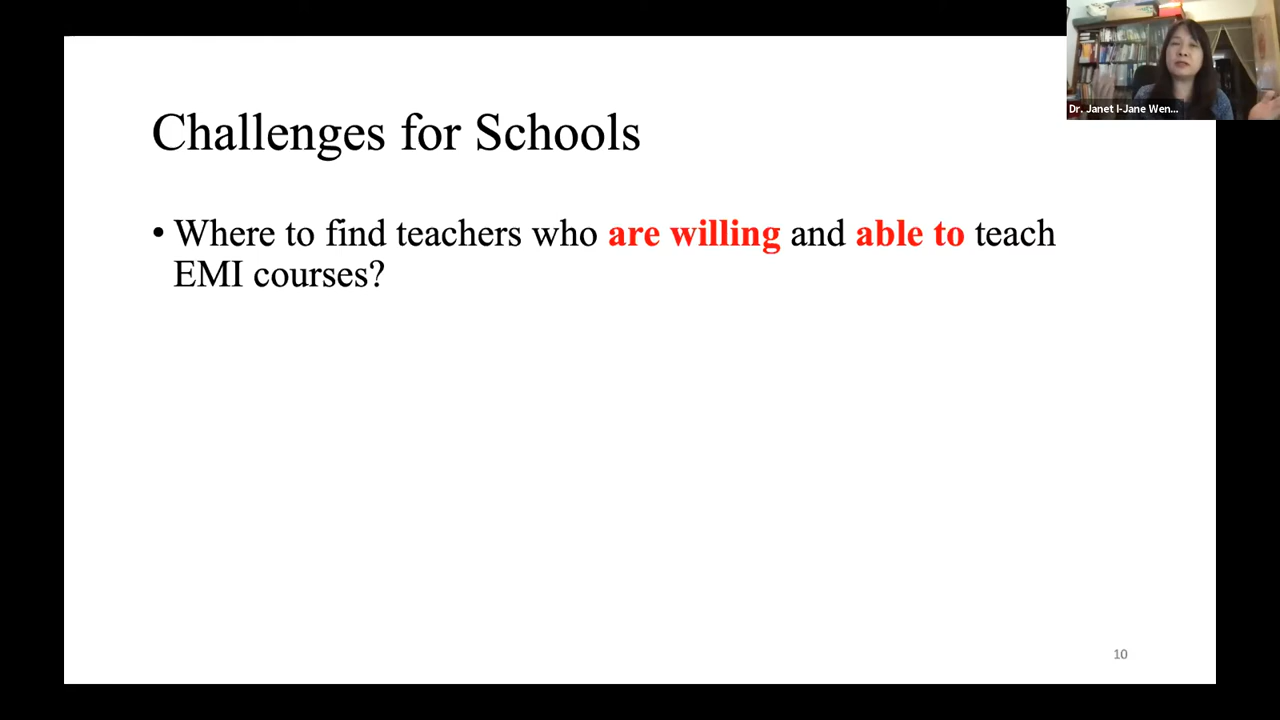 Dr. Janet I-Jane Wen...
Challenges for Schools
• Where to find teachers who are willing and able to teach
EMI courses?
10